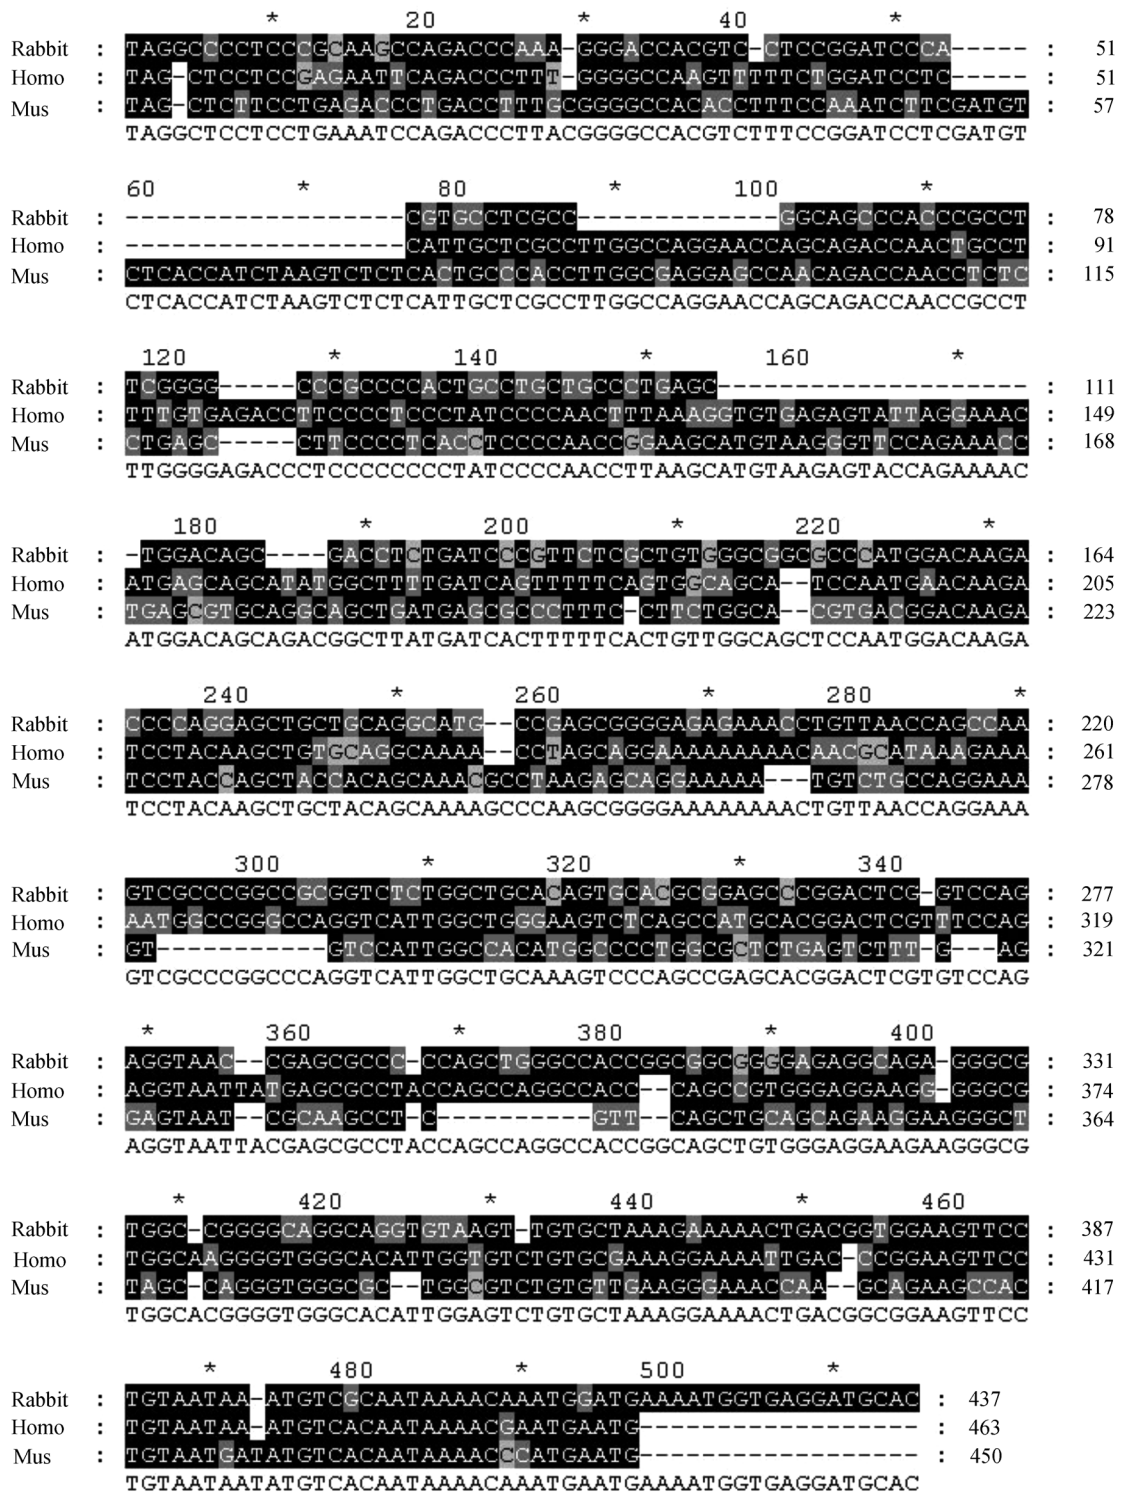 * 20 * 40 *
Rabbit : TAGGCCCCTCCCGCAAGCCAGACCCAAA-GGGACCACGTC-CTCCGGATCCCA----- : 51
Homo : TAG-CTCCTCCGAGAATTCAGACCCTTT-GGGGCCAAGTTTTTCTGGATCCTC----- : 51
Mus : TAG-CTCTTCCTGAGACCCTGACCTTTGCGGGGCCACACCTTTCCAAATCTTCGATGT : 57
TAGGCTCCTCCTGAAATCCAGACCCTTACGGGGCCACGTCTTTCCGGATCCTCGATGT
60 * 80 * 100 *
Rabbit : ------------------CGTGCCTCGCC-------------GGCAGCCCACCCGCCT : 78
Homo : ------------------CATTGCTCGCCTTGGCCAGGAACCAGCAGACCAACTGCCT : 91
Mus : CTCACCATCTAAGTCTCTCACTGCCCACCTTGGCGAGGAGCCAACAGACCAACCTCTC : 115
CTCACCATCTAAGTCTCTCATTGCTCGCCTTGGCCAGGAACCAGCAGACCAACCGCCT
120 * 140 * 160 *
Rabbit : TCGGGG-----CCCGCCCCACTGCCTGCTGCCCTGAGC-------------------- : 111
Homo : TTTGTGAGACCTTCCCCTCCCTATCCCCAACTTTAAAGGTGTGAGAGTATTAGGAAAC : 149
Mus : CTGAGC-----CTTCCCCTCACCTCCCCAACCGGAAGCATGTAAGGGTTCCAGAAACC : 168
TTGGGGAGACCCTCCCCCCCCTATCCCCAACCTTAAGCATGTAAGAGTACCAGAAAAC
180 * 200 * 220 *
Rabbit : -TGGACAGC----GACCTCTGATCCCCGTTCTCGCTGTGGGCGGCGCCCATGGACAAGA : 164
Homo : ATGAGCAGCATATGGCTTTTGATCAGTTTTTCAGTGGCAGCA--TCCAATGAACAAGA : 205
Mus : TGAGCGTGCAGGCAGCTGATGAGCGCCCTTTC-CTTCTGGCA--CGTGACGGACAAGA : 223
ATGGACAGCAGACGGCTTATGATCACTTTTTCACTGTTGGCAGCTCCAATGGACAAGA
240 * 260 * 280 *
Rabbit : CCCCAGGAGCTGCTGCAGGCATG--CCGAGCGGGGAGAGAAACCTGTTAACCAGCCAA : 220
Homo : TCCTACAAGCTGTGCAGGCAAAA--CCTAGCAGGAAAAAAAAACAACGCATAAAGAAA : 261
Mus : TCCTACCAGCTACCACAGCAAACGCCTAAGAGCAGGAAAAA---TGTCTGCCAGGAAA : 278
TCCTACAAGCTGCTACAGCAAAAGCCCAAGCGGGGAAAAAAAACTGTTAACCAGGAAA
300 * 320 * 340
Rabbit : GTCGCCCGGCCGCGGTCTCTGGCTGCACAGTGCACGCGGAGCCCGGACTCG-GTCCAG : 277
Homo : AATGGCCGGGCCAGGTCATTGGCTGGGAAGTCTCAGCCATGCACGGACTCGTTTCCAG : 319
Mus : GT-----------GTCCATTGGCCACATGGCCCCTGGCGCTCTGAGTCTTT-G---AG : 321
GTCGCCCGGCCCAGGTCATTGGCTGCAAAGTCCCAGCCGAGCACGGACTCGTGTCCAG
* 360 * 380 * 400
Rabbit : AGGTAAC--CGAGCGCCC-CCAGCTGGGCCACCGGCGGCGGGGAGAGGCAGA-GGGCG : 331
Homo : AGGTAATTATGAGCGCCTACCAGCCAGGCCACC--CAGCCGTGGGAGGAAGG-GGGCG : 374
Mus : GAGTAAT--CGCAAGCCT-C----------GTT--CAGCTGCAGCAGAAGGAAGGGCT : 364
AGGTAATTACGAGCGCCTACCAGCCAGGCCACCGGCAGCTGTGGGAGGAAGAAGGGCG
* 420 * 440 * 460
Rabbit : TGGC-CGGGGCAGGCAGGTGTAAGT-TGTGCTAAAGAAAAACTGACGGTGGAAGTTCC : 387
Homo : TGGCAAGGGGTGGGCACATTGGTGTCTGTGCGAAAGGAAAATTGAC-CCGGAAGTTCC : 431
Mus : TAGC-CAGGGTGGGCGC--TGGCGTCTGTGTTGAAGGGAAACCAA--GCAGAAGCCAC : 417
TGGCACGGGGTGGGCACATTGGAGTCTGTGCTAAAGGAAAACTGACGGCGGAAGTTCC
* 480 * 500 *
Rabbit : TGTAATAA-ATGTCGCAATAAAACAAATGGATGAAAATGGTGAGGATGCAC : 437
Homo : TGTAATAA-ATGTCACAATAAAACGAATGAATG------------------ : 463
Mus : TGTAATGATATGTCACAATAAAACCCATGAATG------------------ : 450
TGTAATAATATGTCACAATAAAACAAATGAATGAAAATGGTGAGGATGCAC